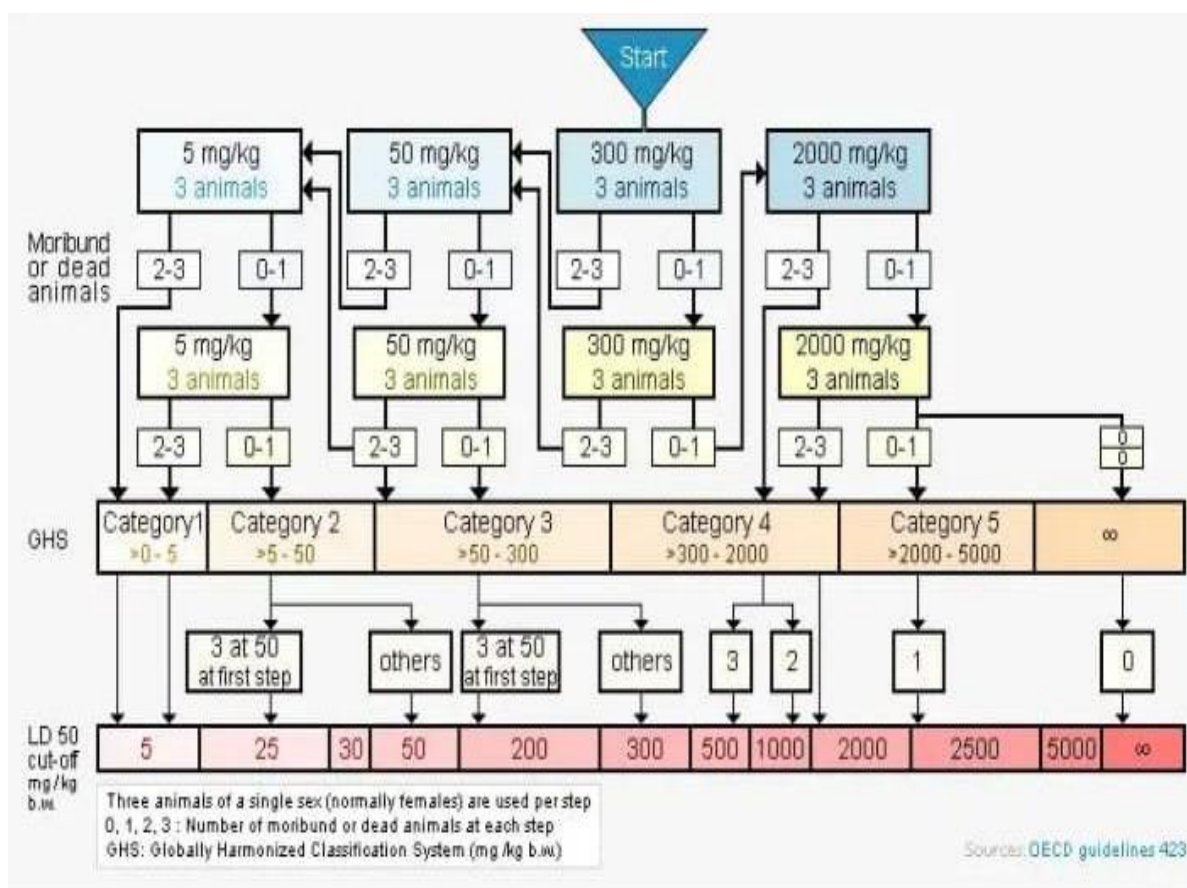 Start
5 mg/kg
3 animals
50 mg/kg
3 animals
300 mg/kg
3 animals
2000 mg/kg
3 animals
Moribund
or dead
animals
2-3
0-1
2-3
0-1
2-3
0-1
2-3
0-1
5 mg/kg
3 animals
50 mg/kg
3 animals
300 mg/kg
3 animals
2000 mg/kg
3 animals
2-3
0-1
2-3
0-1
2-3
0-1
2-3
0-1
0
0
GHS
Category1
>0 - 5
Category 2
>5 - 50
Category 3
>50 - 300
Category 4
>300 - 2000
Category 5
>2000 - 5000
∞
3 at 50
at first step
others
3 at 50
at first step
others
3
2
1
0
LD 50
cut-off
mg/kg
b.w.
5
25
30
50
200
300
500
1000
2000
2500
5000
∞
Three animals of a single sex (normally females) are used per step
0, 1, 2, 3 : Number of moribund or dead animals at each step
GHS: Globally Harmonized Classification System (mg /kg b.w.)
Sources: OECD guidelines 423